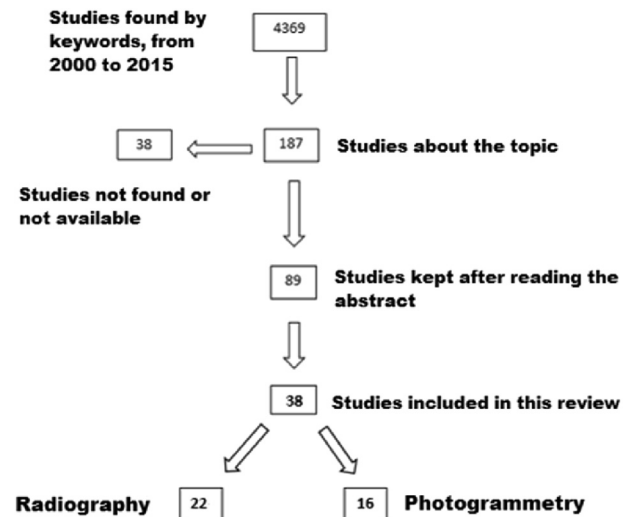 Studies found by
keywords, from
2000 to 2015
4369
38
187
Studies about the topic
Studies not found or
not available
89
Studies kept after reading the
abstract
38
Studies included in this review
Radiography
22
16
Photogrammetry